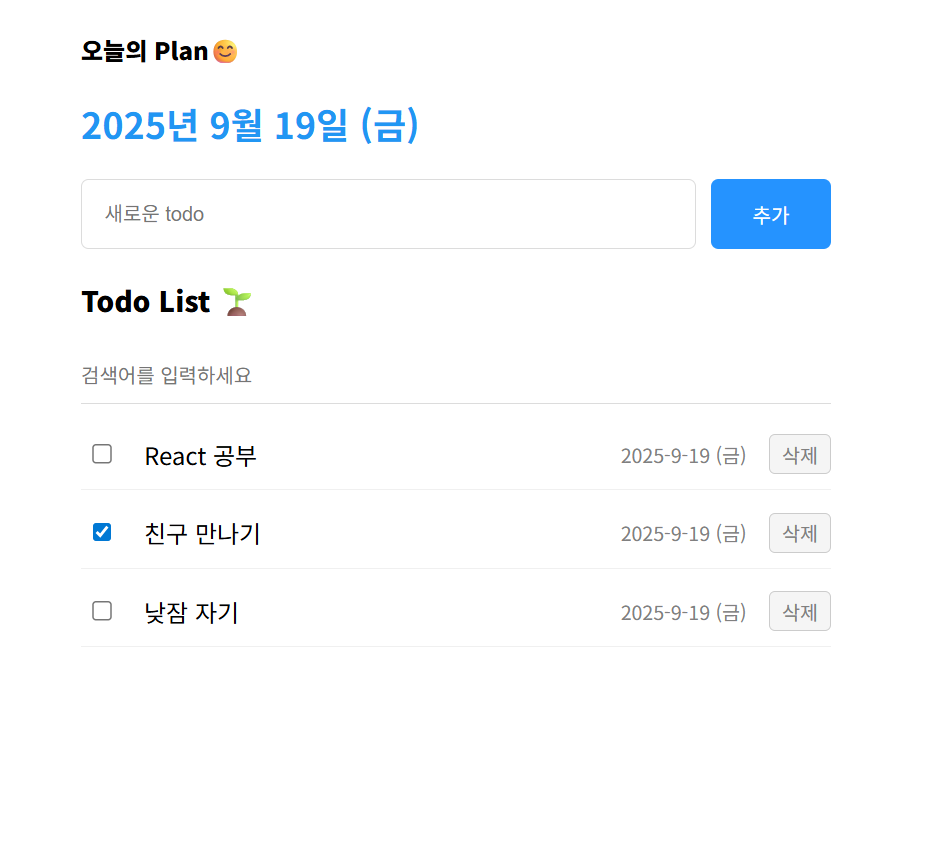 오늘의 Plan😊
2025년 9월 19일 (금)
새로운 todo
추가
Todo List 🌱
검색어를 입력하세요
React 공부 2025-9-19 (금) 삭제
친구 만나기 2025-9-19 (금) 삭제
낮잠 자기 2025-9-19 (금) 삭제